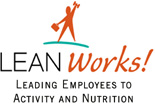 LEAN Works!
LEADING EMPLOYEES TO
ACTIVITY AND NUTRITION